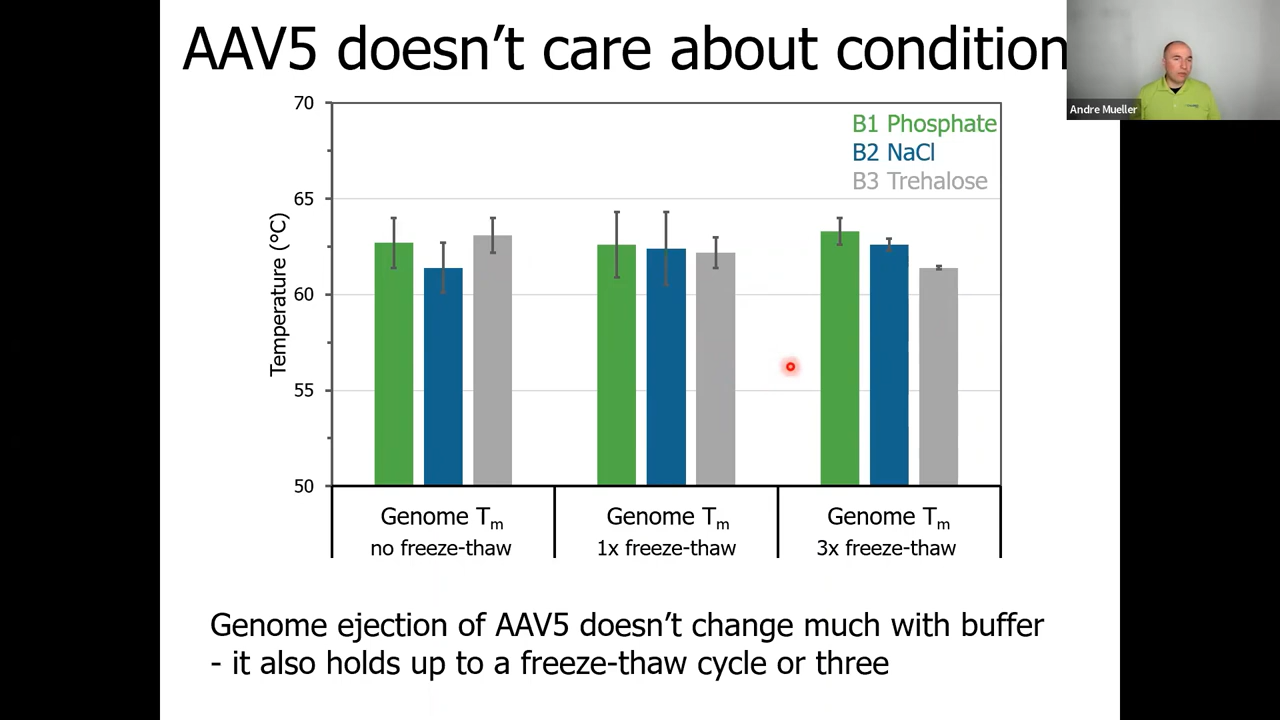 AAV5 doesn't care about condition
Andre Mueller
70
65
60
55
50
Temperature (°C)
B1 Phosphate
B2 NaCl
B3 Trehalose
Genome Tm
no freeze-thaw
Genome Tm
1x freeze-thaw
Genome Tm
3x freeze-thaw
Genome ejection of AAV5 doesn't change much with buffer
- it also holds up to a freeze-thaw cycle or three